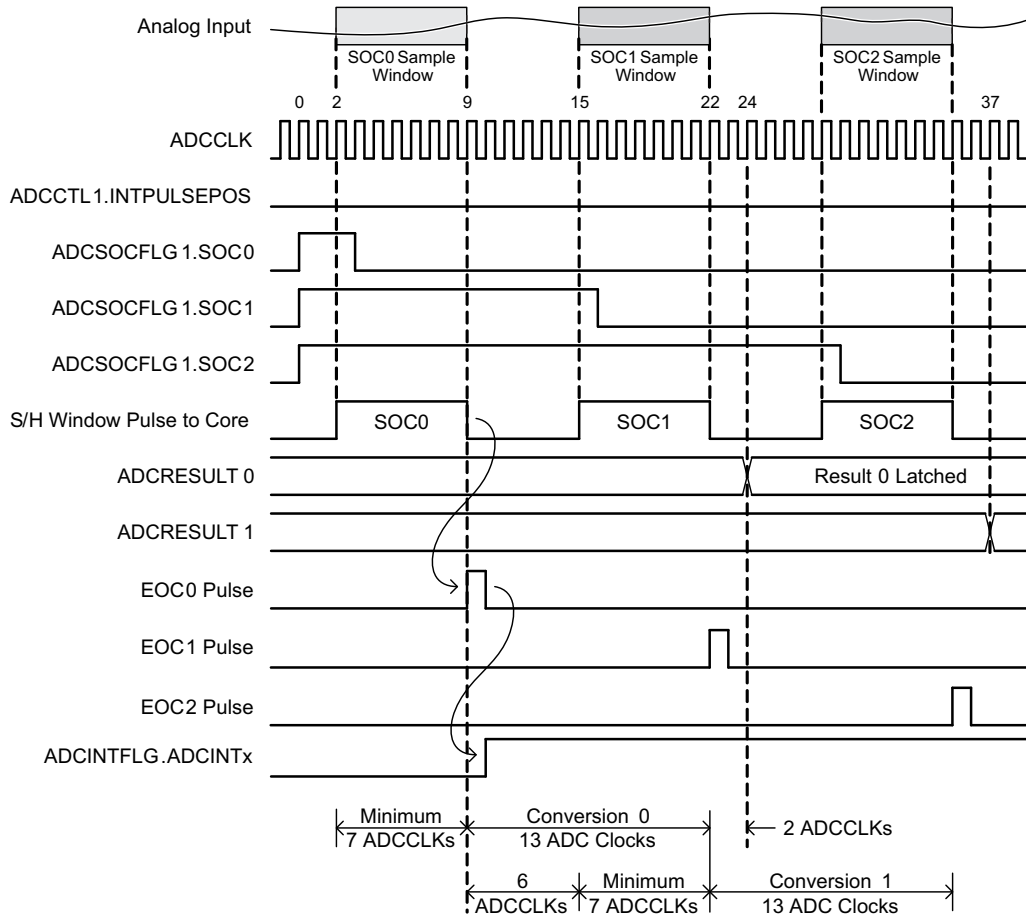 Analog Input
SOC0 Sample
Window
SOC1 Sample
Window
SOC2 Sample
Window
0 2 9 15 22 24 37
ADCCLK
ADCCTL1.INTPULSEPOS
ADCSOCFLG 1.SOC0
ADCSOCFLG 1.SOC1
ADCSOCFLG 1.SOC2
S/H Window Pulse to Core
SOC0
SOC1
SOC2
ADCRESULT 0
Result 0 Latched
ADCRESULT 1
EOC0 Pulse
EOC1 Pulse
EOC2 Pulse
ADCINTFLG.ADCINTx
Minimum
7 ADCCLKs
Conversion 0
13 ADC Clocks
2 ADCCLKs
6
ADCCLKs
Minimum
7 ADCCLKs
Conversion 1
13 ADC Clocks